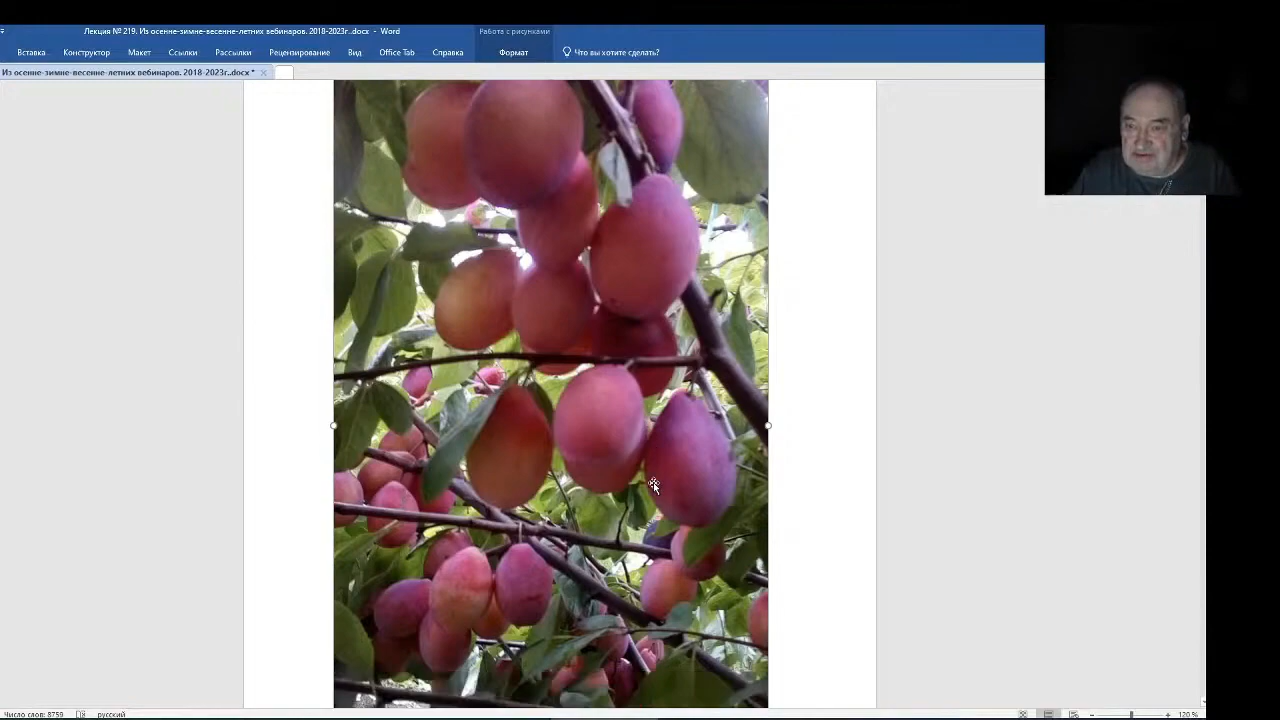 Лекция № 219. Из осенне-зимне-весенне-летних вебинаров. 2018-2023г..docx - Word
Работа с рисунками
Вставка Конструктор Макет Ссылки Рассылки Рецензирование Вид Office Tab Справка Формат Что вы хотите сделать?
Из осенне-зимне-весенне-летних вебинаров. 2018-2023г..docx *
Число слов: 8759 русский 120 %